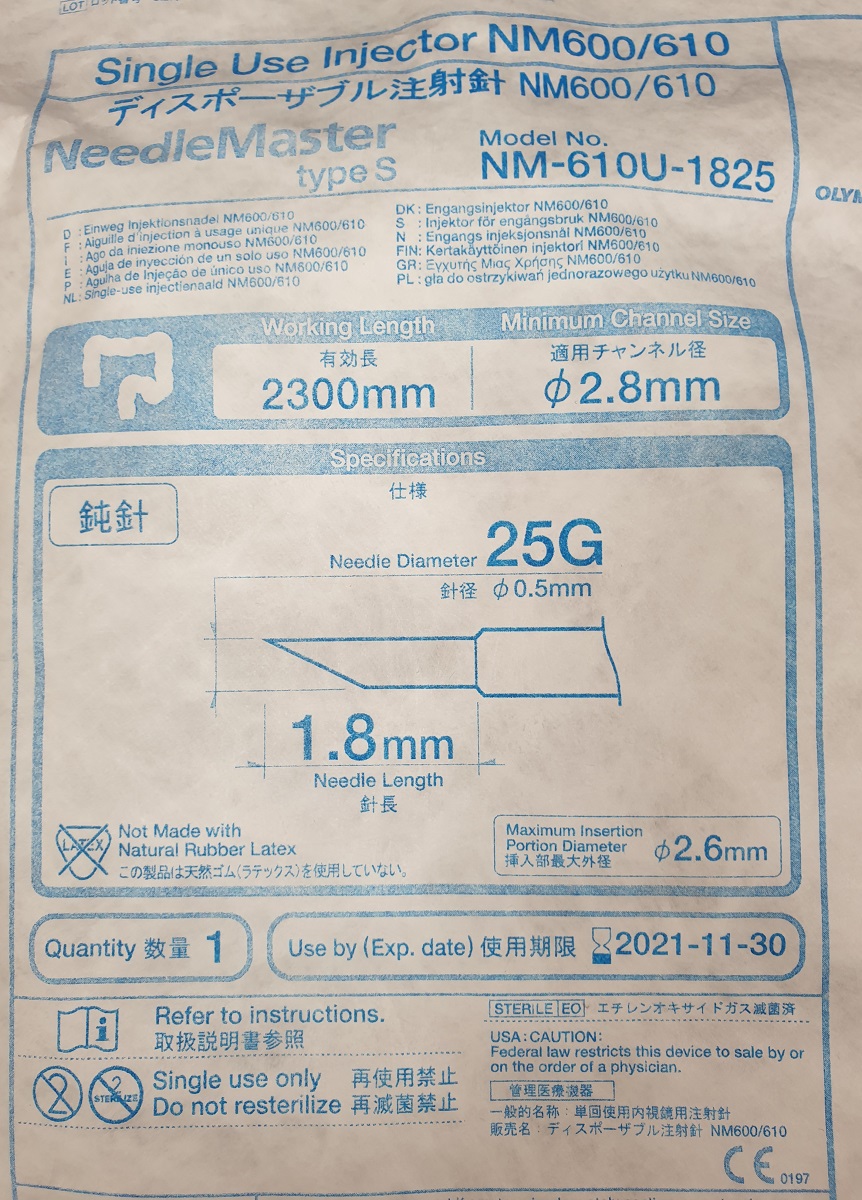 LOT
Single Use Injector NM600/610
ディスポーザブル注射針 NM600/610
NeedleMaster
type S
Model No.
NM-610U-1825
OLYM
D : Einweg Injektionsnadel NM600/610
F : Aiguille d'injection à usage unique NM600/610
I : Ago da iniezione monouso NM600/610
E : Aguja de inyección de un solo uso NM600/610
P : Agulha de Injeção de único uso NM600/610
NL: Single-use injectienaald NM600/610
DK : Engangsinjektor NM600/610
S : Injektor för engångsbruk NM600/610
N : Engangs injeksjonsnål NM600/610
FIN: Kertakäyttöinen injektori NM600/610
GR: Εγχυτής Μιας Χρήσης NM600/610
PL : gła do ostrzykiwań jednorazowego użytku NM600/610
Working Length
有効長
2300mm
Minimum Channel Size
適用チャンネル径
φ2.8mm
Specifications
仕様
鈍針
Needle Diameter 25G
針径 φ0.5mm
1.8mm
Needle Length
針長
LATEX
Not Made with
Natural Rubber Latex
この製品は天然ゴム(ラテックス)を使用していない。
Maximum Insertion
Portion Diameter
挿入部最大外径
φ2.6mm
Quantity 数量 1
Use by (Exp. date) 使用期限 2021-11-30
Refer to instructions.
取扱説明書参照
2
2
STERILIZE
Single use only 再使用禁止
Do not resterilize 再滅菌禁止
STERILE EO エチレンオキサイドガス滅菌済
USA : CAUTION:
Federal law restricts this device to sale by or
on the order of a physician.
管理医療機器
一般的名称 : 単回使用内視鏡用注射針
販売名 : ディスポーザブル注射針 NM600/610
CE 0197